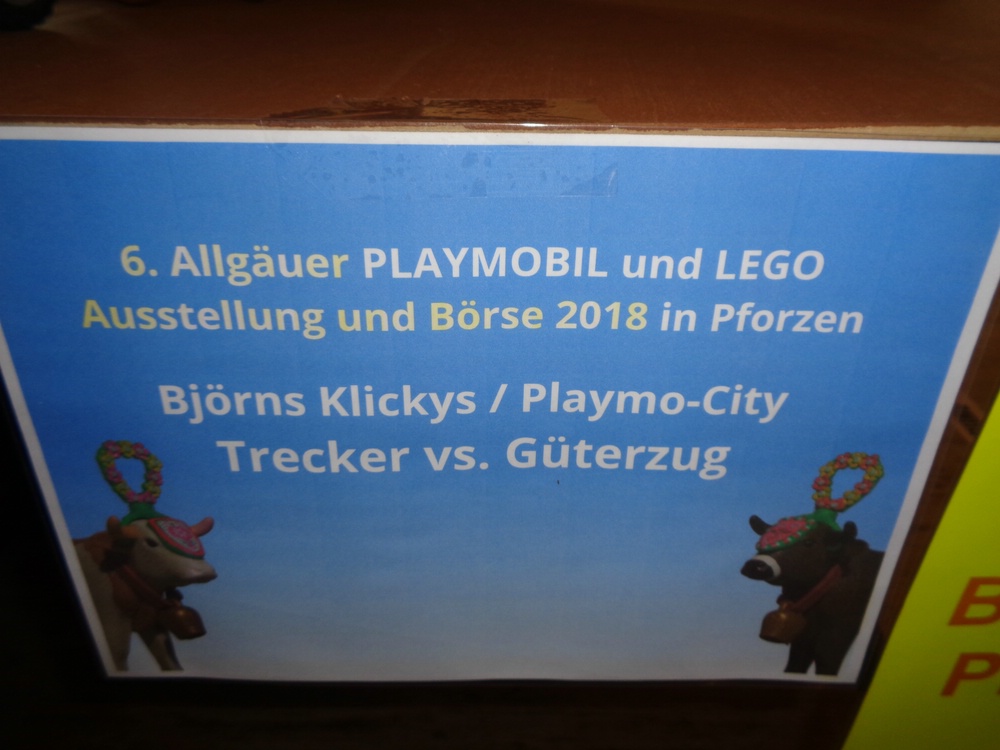 6. Allgäuer PLAYMOBIL und LEGO
Ausstellung und Börse 2018 in Pforzen
Björns Klickys / Playmo-City
Trecker vs. Güterzug
B
P